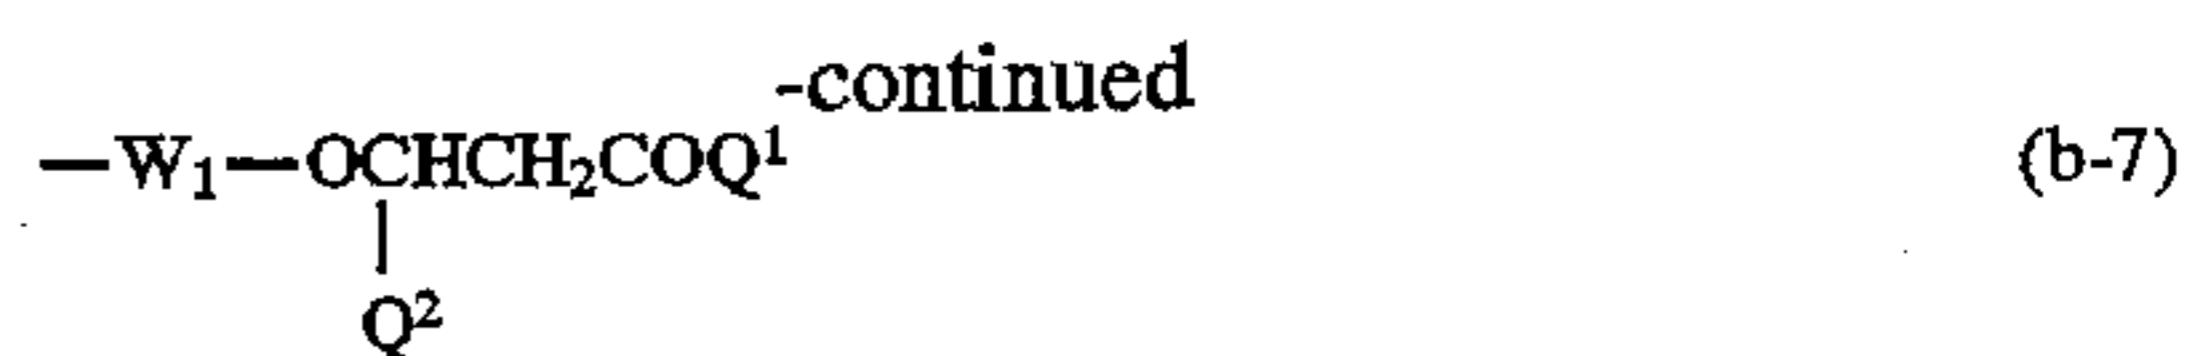 -continued
—W₁—OCHCH₂COQ¹ (b-7)
|
Q²